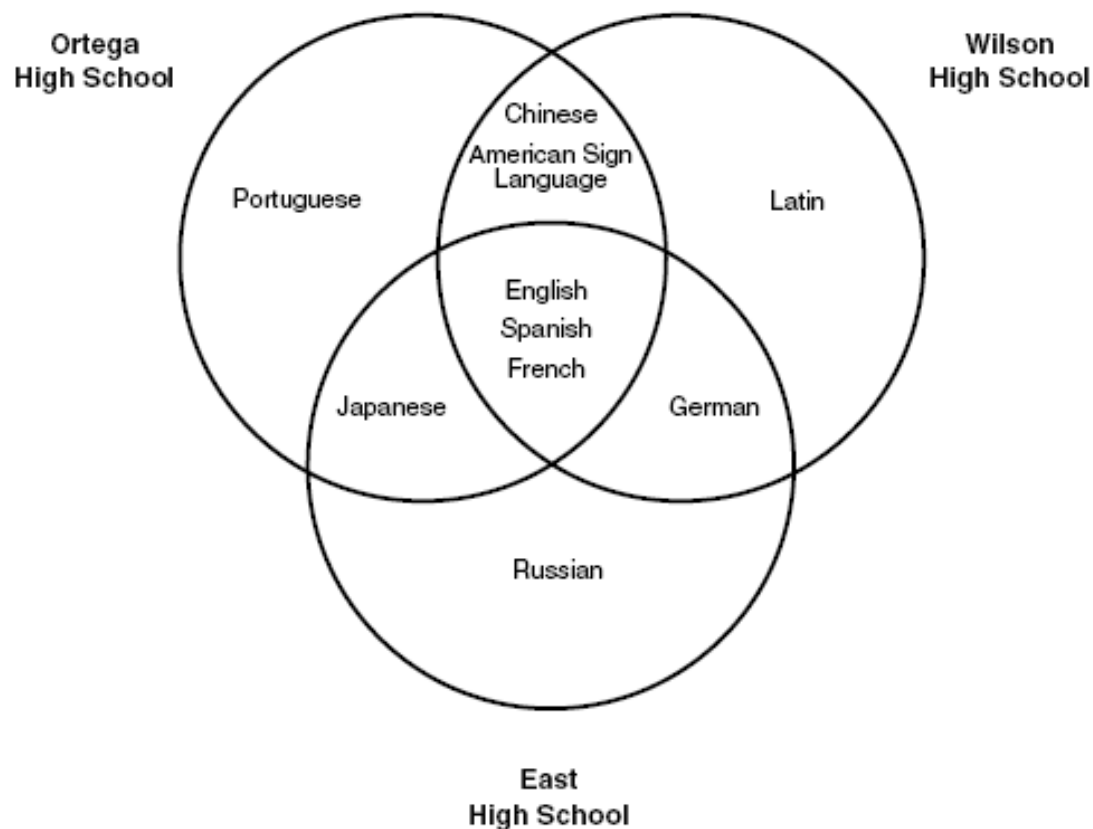 Ortega
High School
Wilson
High School
Chinese
American Sign
Language
Portuguese
Latin
English
Spanish
French
Japanese
German
Russian
East
High School